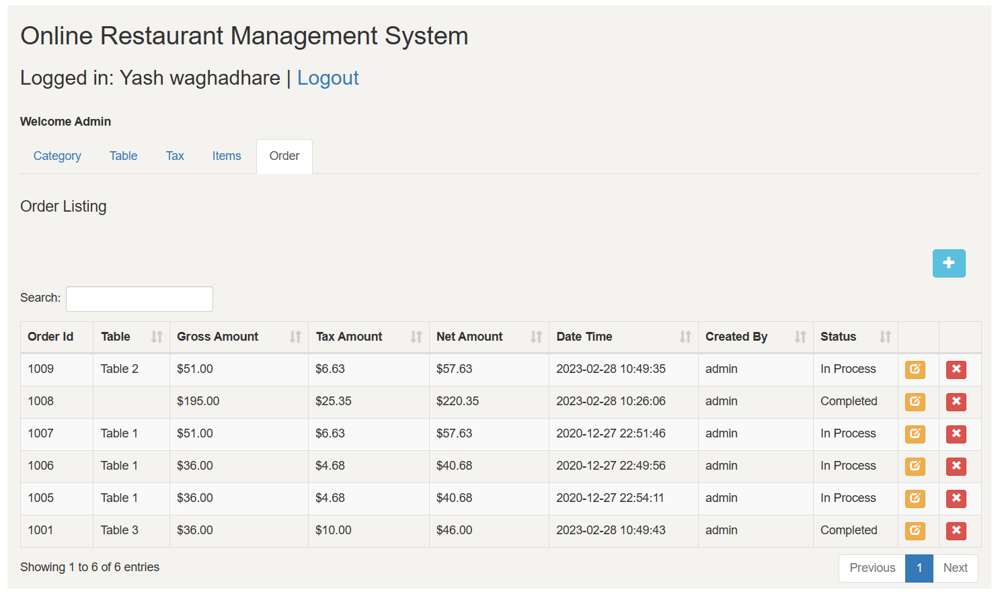 Online Restaurant Management System
Logged in: Yash waghadhare | Logout
Welcome Admin
Category Table Tax Items Order
Order Listing
Search:
Order Id Table Gross Amount Tax Amount Net Amount Date Time Created By Status
1009 Table 2 $51.00 $6.63 $57.63 2023-02-28 10:49:35 admin In Process
1008 $195.00 $25.35 $220.35 2023-02-28 10:26:06 admin Completed
1007 Table 1 $51.00 $6.63 $57.63 2020-12-27 22:51:46 admin In Process
1006 Table 1 $36.00 $4.68 $40.68 2020-12-27 22:49:56 admin In Process
1005 Table 1 $36.00 $4.68 $40.68 2020-12-27 22:54:11 admin In Process
1001 Table 3 $36.00 $10.00 $46.00 2023-02-28 10:49:43 admin Completed
Showing 1 to 6 of 6 entries
Previous 1 Next